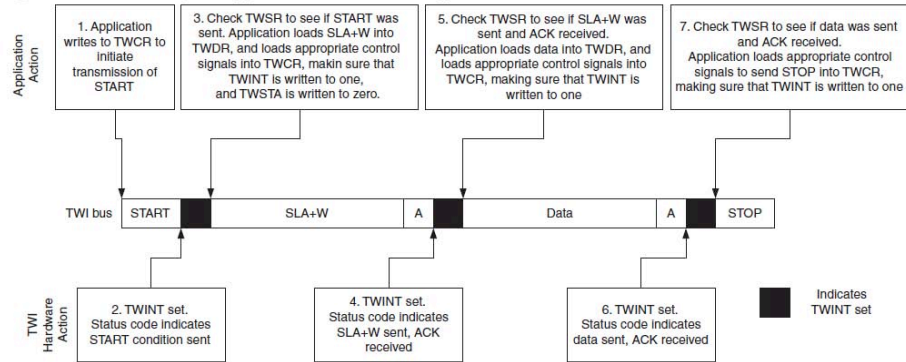 Application
Action
1. Application
writes to TWCR to
initiate
transmission of
START
3. Check TWSR to see if START was
sent. Application loads SLA+W into
TWDR, and loads appropriate control
signals into TWCR, makin sure that
TWINT is written to one,
and TWSTA is written to zero.
5. Check TWSR to see if SLA+W was
sent and ACK received.
Application loads data into TWDR, and
loads appropriate control signals into
TWCR, making sure that TWINT is
written to one
7. Check TWSR to see if data was sent
and ACK received.
Application loads appropriate control
signals to send STOP into TWCR,
making sure that TWINT is written to one
TWI bus
START
SLA+W
A
Data
A
STOP
TWI
Hardware
Action
2. TWINT set.
Status code indicates
START condition sent
4. TWINT set.
Status code indicates
SLA+W sent, ACK
received
6. TWINT set.
Status code indicates
data sent, ACK received
Indicates
TWINT set